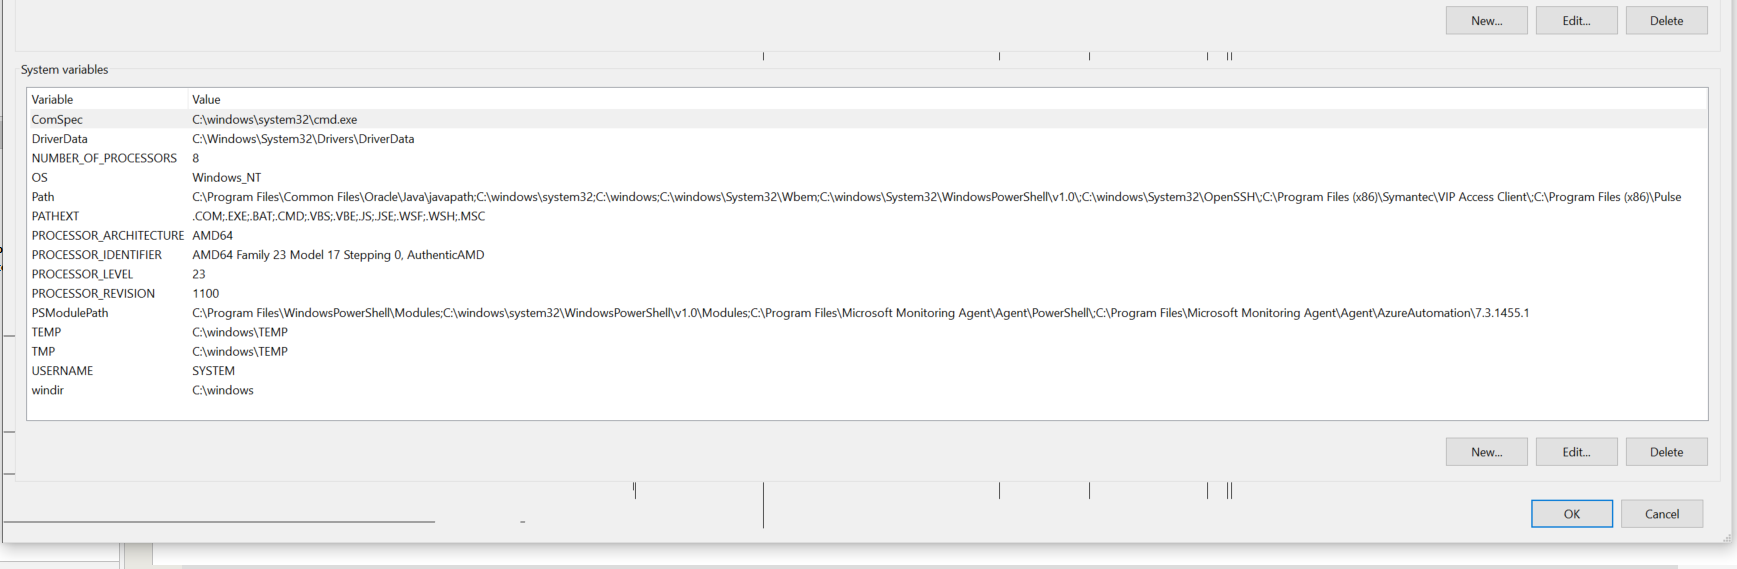 New... Edit... Delete
System variables
Variable Value
ComSpec C:\windows\system32\cmd.exe
DriverData C:\Windows\System32\Drivers\DriverData
NUMBER_OF_PROCESSORS 8
OS Windows_NT
Path C:\Program Files\Common Files\Oracle\Java\javapath;C:\windows\system32;C:\windows;C:\windows\System32\Wbem;C:\windows\System32\WindowsPowerShell\v1.0\;C:\windows\System32\OpenSSH\;C:\Program Files (x86)\Symantec\VIP Access Client\;C:\Program Files (x86)\Pulse
PATHEXT .COM;.EXE;.BAT;.CMD;.VBS;.VBE;.JS;.JSE;.WSF;.WSH;.MSC
PROCESSOR_ARCHITECTURE AMD64
PROCESSOR_IDENTIFIER AMD64 Family 23 Model 17 Stepping 0, AuthenticAMD
PROCESSOR_LEVEL 23
PROCESSOR_REVISION 1100
PSModulePath C:\Program Files\WindowsPowerShell\Modules;C:\windows\system32\WindowsPowerShell\v1.0\Modules;C:\Program Files\Microsoft Monitoring Agent\Agent\PowerShell\;C:\Program Files\Microsoft Monitoring Agent\Agent\AzureAutomation\7.3.1455.1
TEMP C:\windows\TEMP
TMP C:\windows\TEMP
USERNAME SYSTEM
windir C:\windows
New... Edit... Delete
OK Cancel